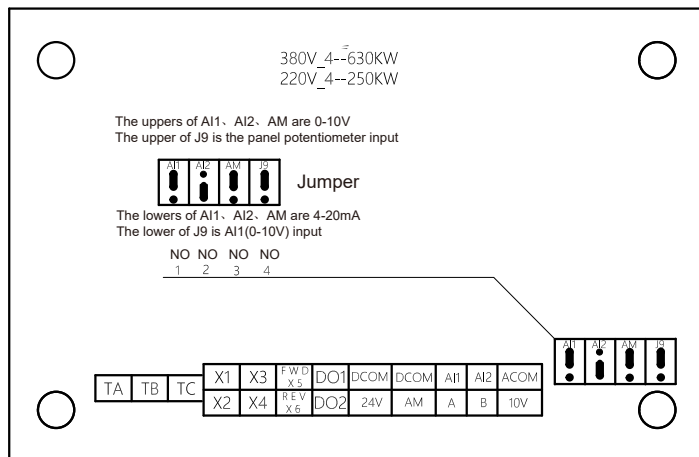 380V_4--630KW
220V_4--250KW
The uppers of AI1、AI2、AM are 0-10V
The upper of J9 is the panel potentiometer input
AI1 AI2 AM J9
Jumper
The lowers of AI1、AI2、AM are 4-20mA
The lower of J9 is AI1(0-10V) input
NO NO NO NO
1 2 3 4
AI1 AI2 AM J9
TA TB TC
X1 X3 FWD X5 DO1 DCOM DCOM AI1 AI2 ACOM
X2 X4 REV X6 DO2 24V AM A B 10V